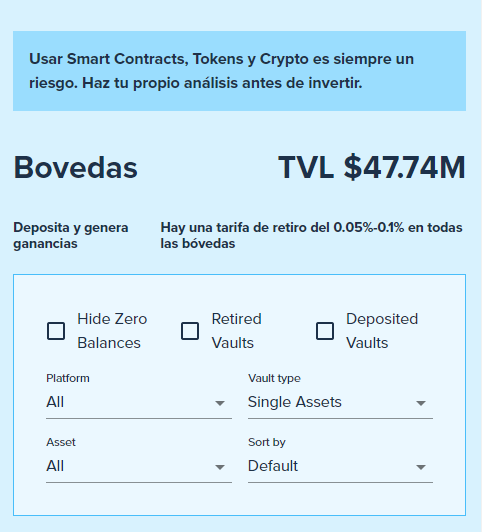 Usar Smart Contracts, Tokens y Crypto es siempre un
riesgo. Haz tu propio análisis antes de invertir.
Bovedas
TVL $47.74M
Deposita y genera
ganancias
Hay una tarifa de retiro del 0.05%-0.1% en todas
las bóvedas
Hide Zero
Balances
Retired
Vaults
Deposited
Vaults
Platform
All
Vault type
Single Assets
Asset
All
Sort by
Default